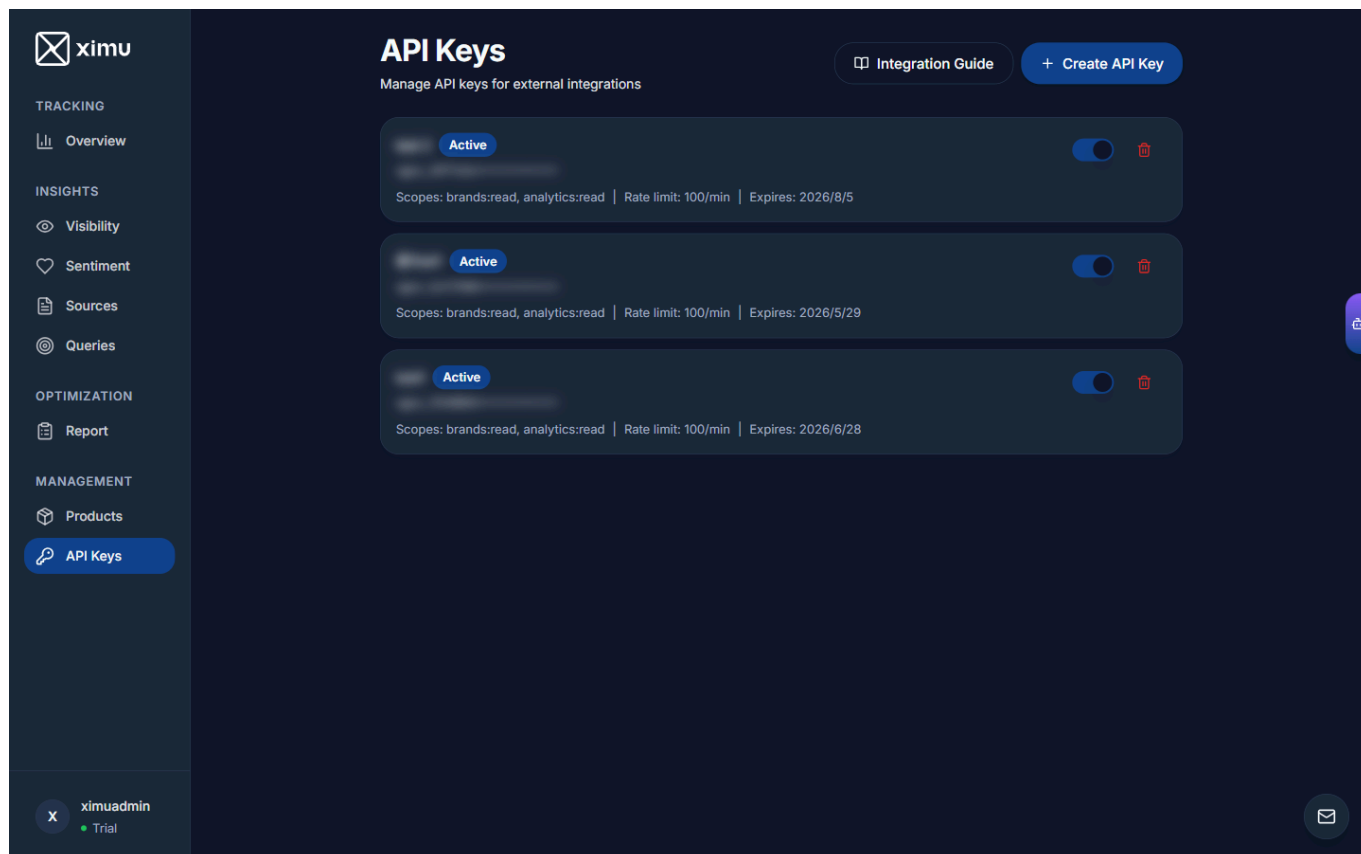 ximu
TRACKING
Overview
INSIGHTS
Visibility
Sentiment
Sources
Queries
OPTIMIZATION
Report
MANAGEMENT
Products
API Keys
X
ximuadmin
Trial
API Keys
Manage API keys for external integrations
Integration Guide
+ Create API Key
Active
Scopes: brands:read, analytics:read | Rate limit: 100/min | Expires: 2026/8/5
Active
Scopes: brands:read, analytics:read | Rate limit: 100/min | Expires: 2026/5/29
Active
Scopes: brands:read, analytics:read | Rate limit: 100/min | Expires: 2026/6/28